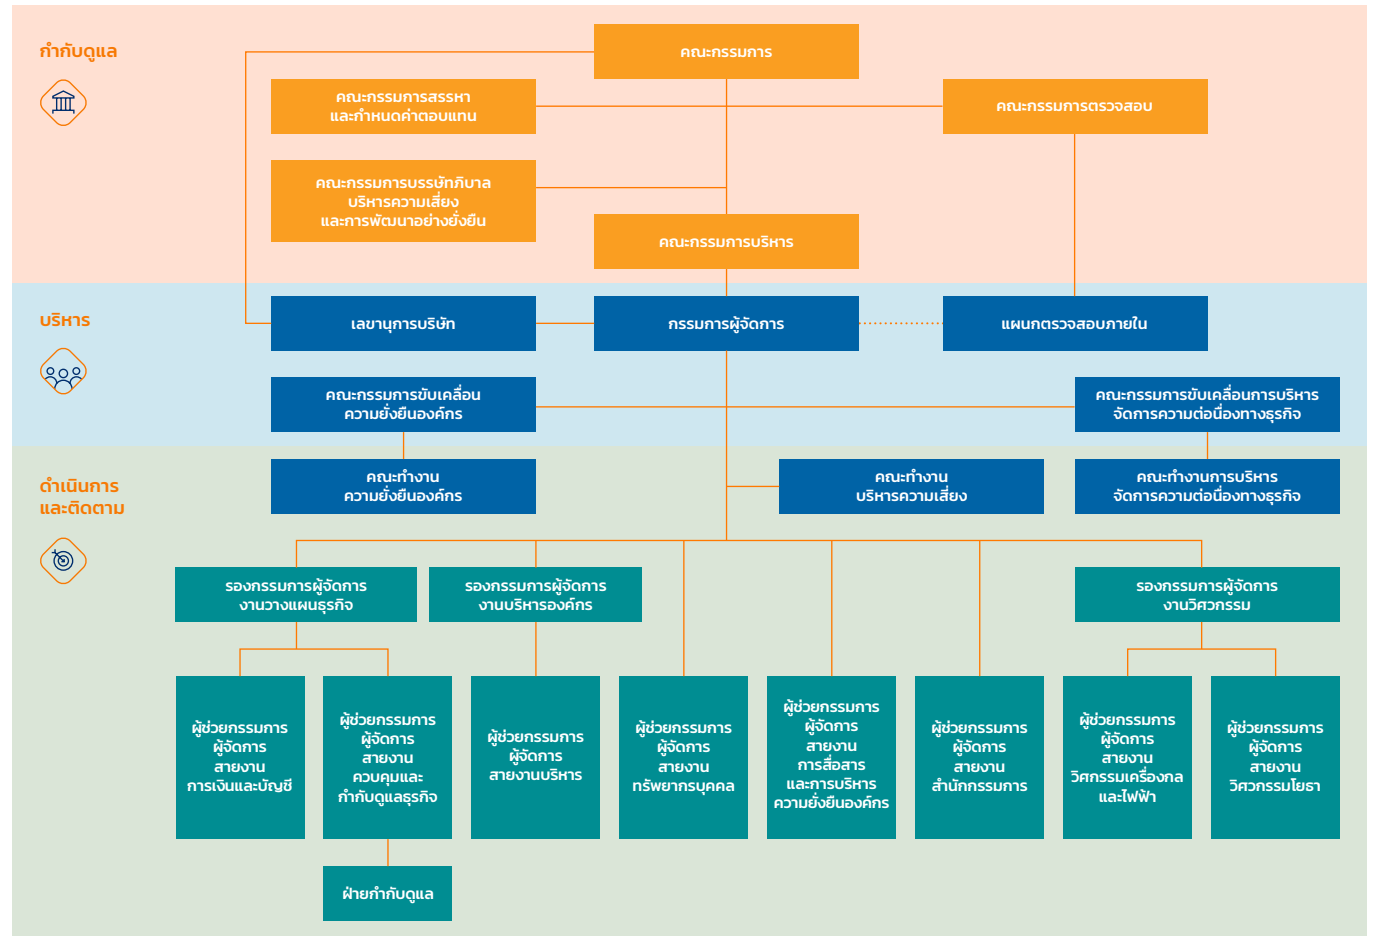 กำกับดูแล
คณะกรรมการ
คณะกรรมการสรรหา
และกำหนดค่าตอบแทน
คณะกรรมการตรวจสอบ
คณะกรรมการบรรษัทภิบาล
บริหารความเสี่ยง
และการพัฒนาอย่างยั่งยืน
คณะกรรมการบริหาร
บริหาร
เลขานุการบริษัท
กรรมการผู้จัดการ
แผนกตรวจสอบภายใน
คณะกรรมการขับเคลื่อน
ความยั่งยืนองค์กร
คณะกรรมการขับเคลื่อนการบริหาร
จัดการความต่อเนื่องทางธุรกิจ
ดำเนินการ
และติดตาม
คณะทำงาน
ความยั่งยืนองค์กร
คณะทำงาน
บริหารความเสี่ยง
คณะทำงานการบริหาร
จัดการความต่อเนื่องทางธุรกิจ
รองกรรมการผู้จัดการ
งานวางแผนธุรกิจ
รองกรรมการผู้จัดการ
งานบริหารองค์กร
รองกรรมการผู้จัดการ
งานวิศวกรรม
ผู้ช่วยกรรมการ
ผู้จัดการ
สายงาน
การเงินและบัญชี
ผู้ช่วยกรรมการ
ผู้จัดการ
สายงาน
ควบคุมและ
กำกับดูแลธุรกิจ
ผู้ช่วยกรรมการ
ผู้จัดการ
สายงานบริหาร
ผู้ช่วยกรรมการ
ผู้จัดการ
สายงาน
ทรัพยากรบุคคล
ผู้ช่วยกรรมการ
ผู้จัดการ
สายงาน
การสื่อสาร
และการบริหาร
ความยั่งยืนองค์กร
ผู้ช่วยกรรมการ
ผู้จัดการ
สายงาน
สำนักกรรมการ
ผู้ช่วยกรรมการ
ผู้จัดการ
สายงาน
วิศกรรมเครื่องกล
และไฟฟ้า
ผู้ช่วยกรรมการ
ผู้จัดการ
สายงาน
วิศวกรรมโยธา
ฝ่ายกำกับดูแล